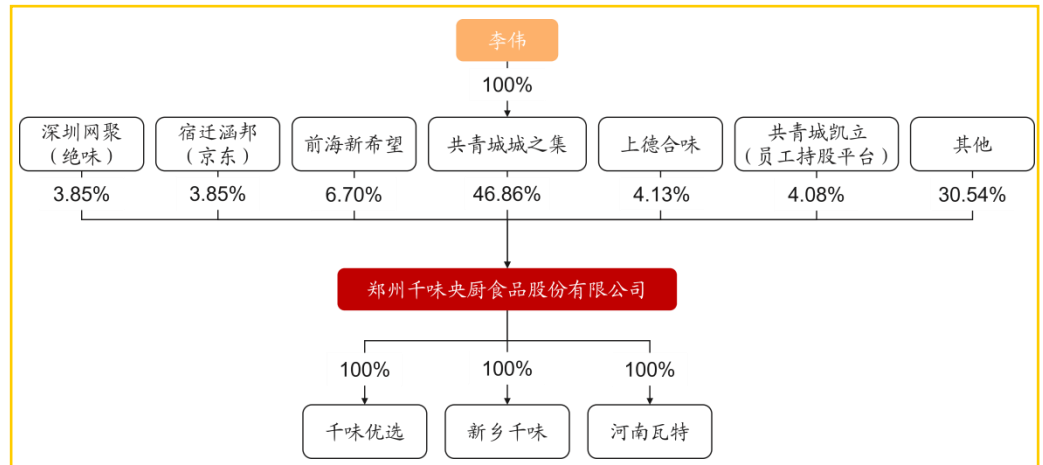 李伟
100%
深圳网聚
（绝味）
宿迁涵邦
（京东）
前海新希望
共青城城之集
上德合味
共青城凯立
（员工持股平台）
其他
3.85%
3.85%
6.70%
46.86%
4.13%
4.08%
30.54%
郑州千味央厨食品股份有限公司
100%
100%
100%
千味优选
新乡千味
河南瓦特